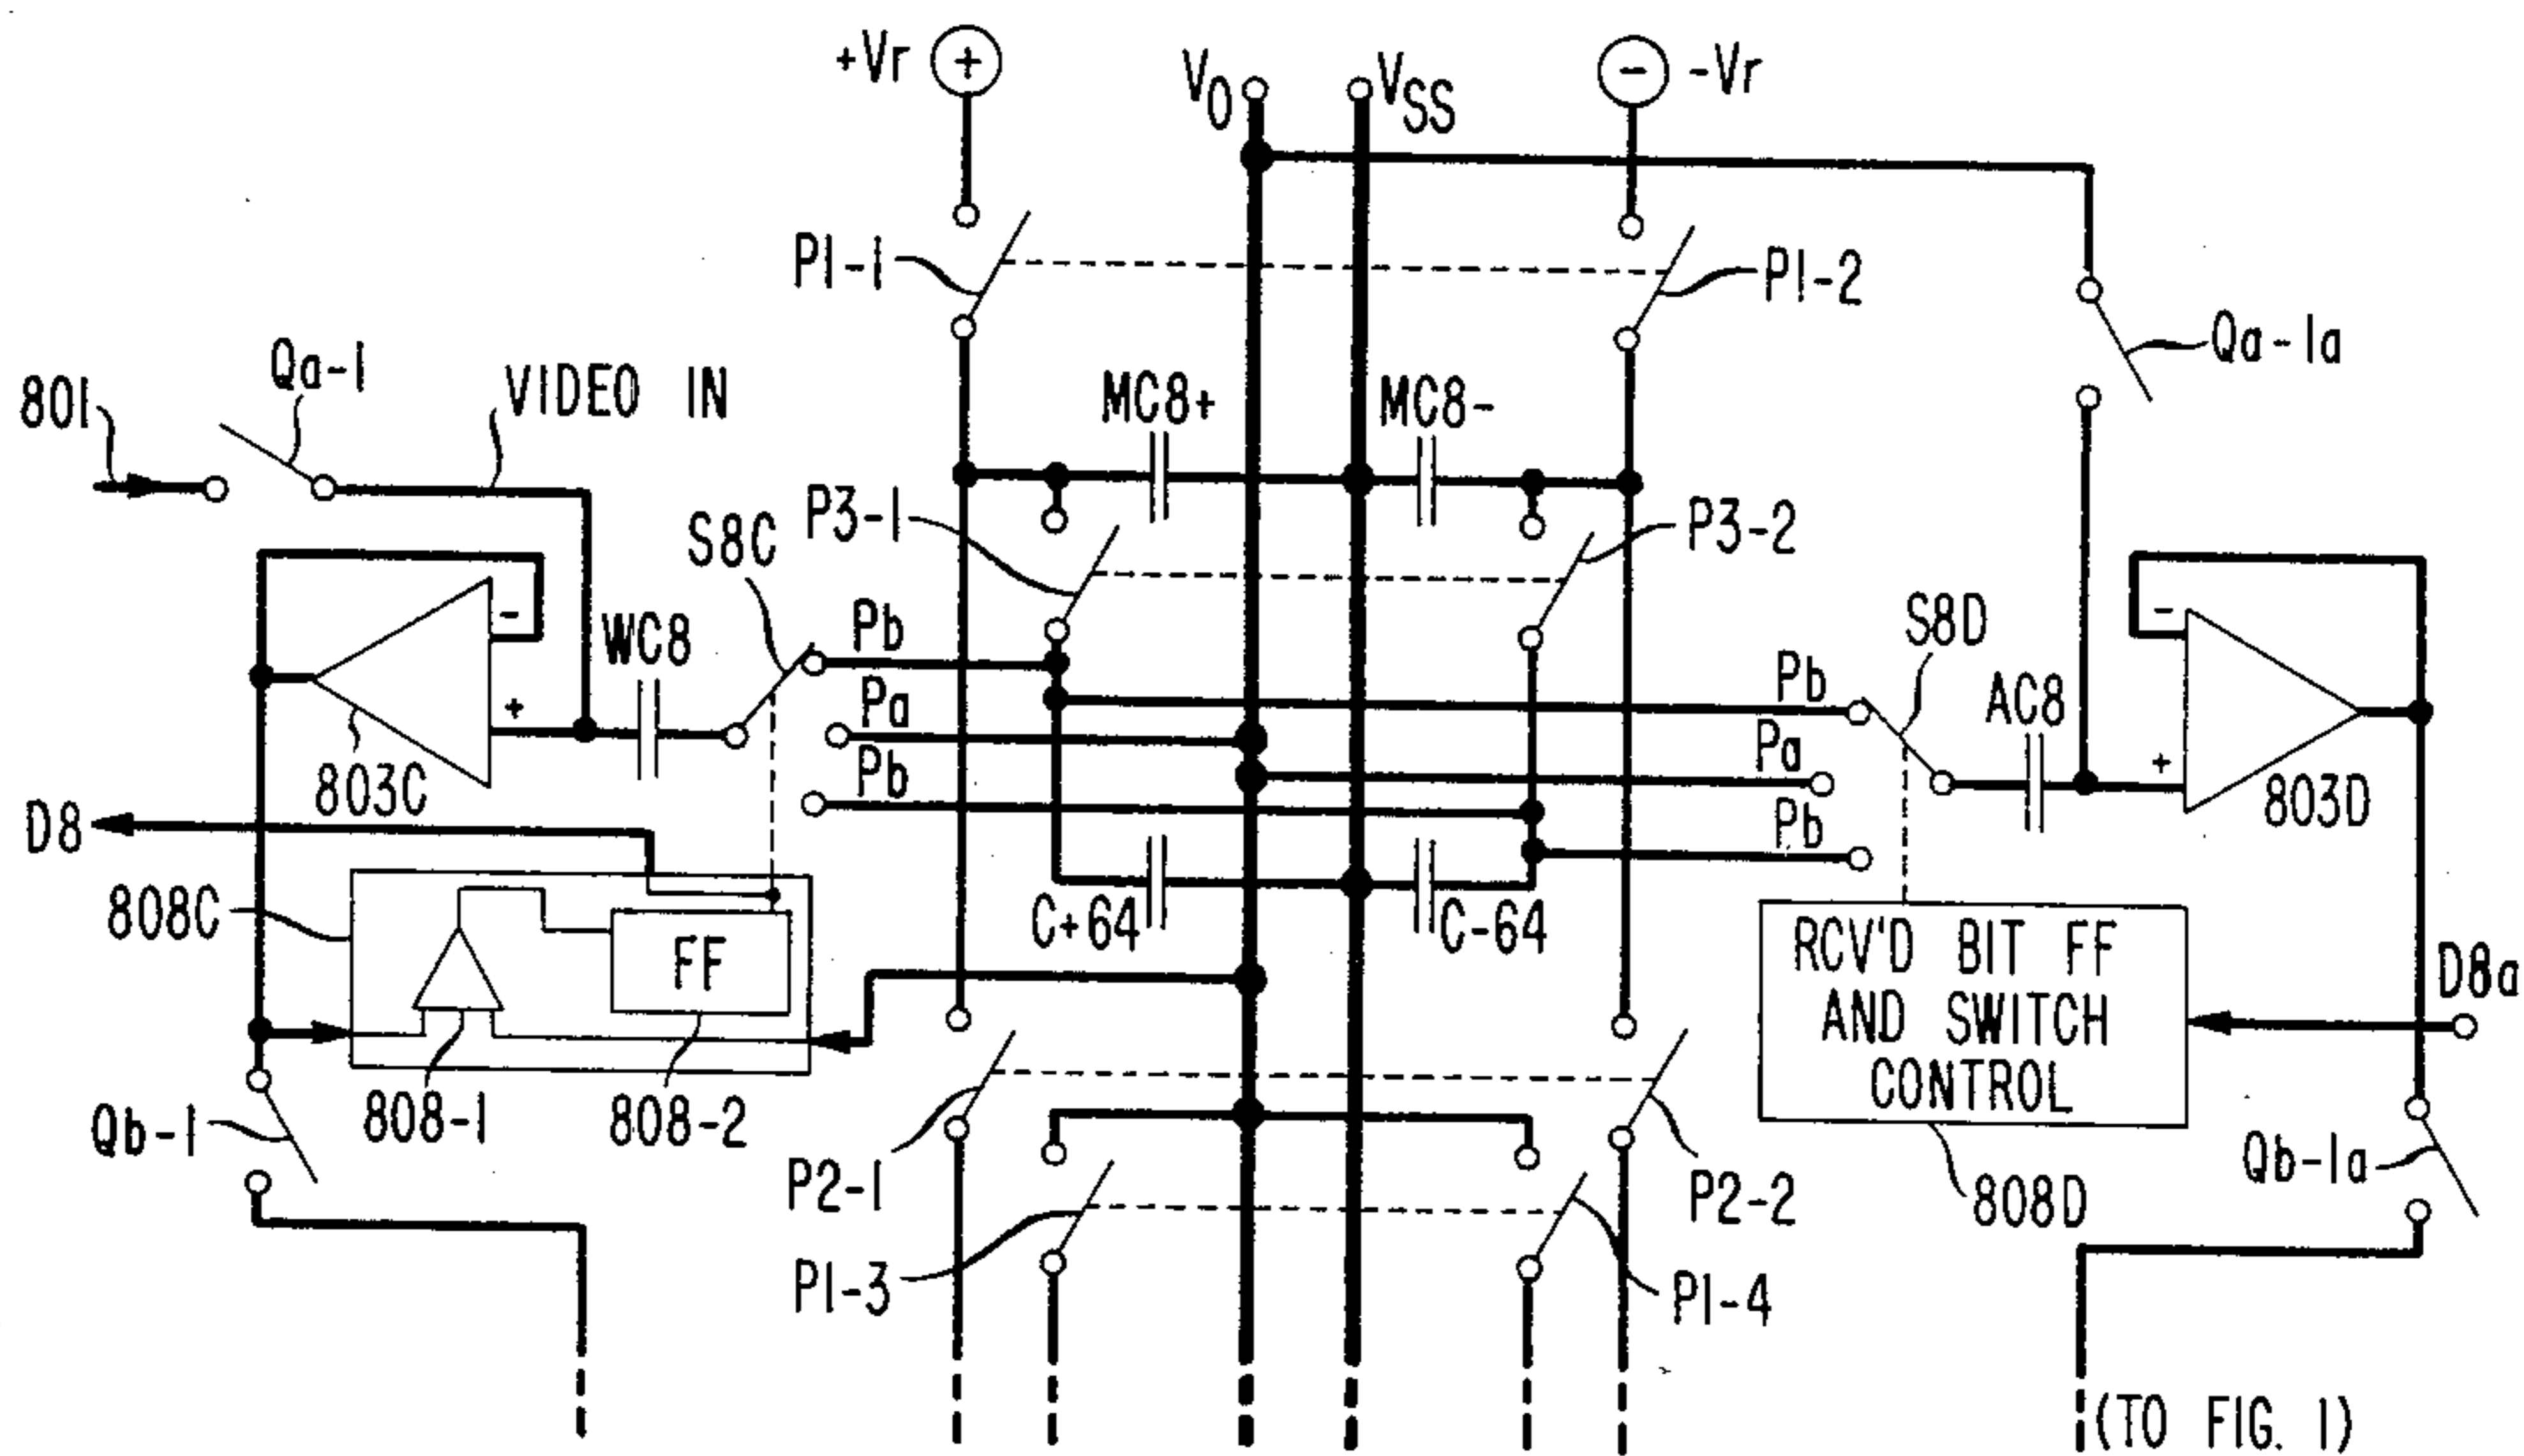 +Vr + V0 VSS - -Vr
P1-1 P1-2
Qa-1a
801 Qa-1 VIDEO IN MC8+ MC8-
P3-1 P3-2
S8C
- WC8 Pb S8D -
+ Pa Pb AC8 +
803C Pb Pa 803D
D8 Pb
808C C+64 C-64
FF RCV'D BIT FF
AND SWITCH
CONTROL
D8a
Qb-1 808-1 808-2 P2-1 P2-2 808D Qb-1a
P1-3 P1-4
(TO FIG. 1)